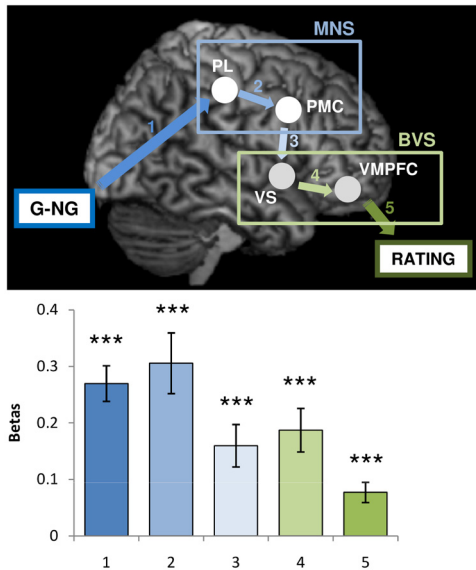 MNS
PL
2
PMC
1
3
BVS
VMPFC
4
VS
5
G-NG
RATING
0.4
***
***
0.3
***
***
Betas
0.2
***
0.1
0
1 2 3 4 5